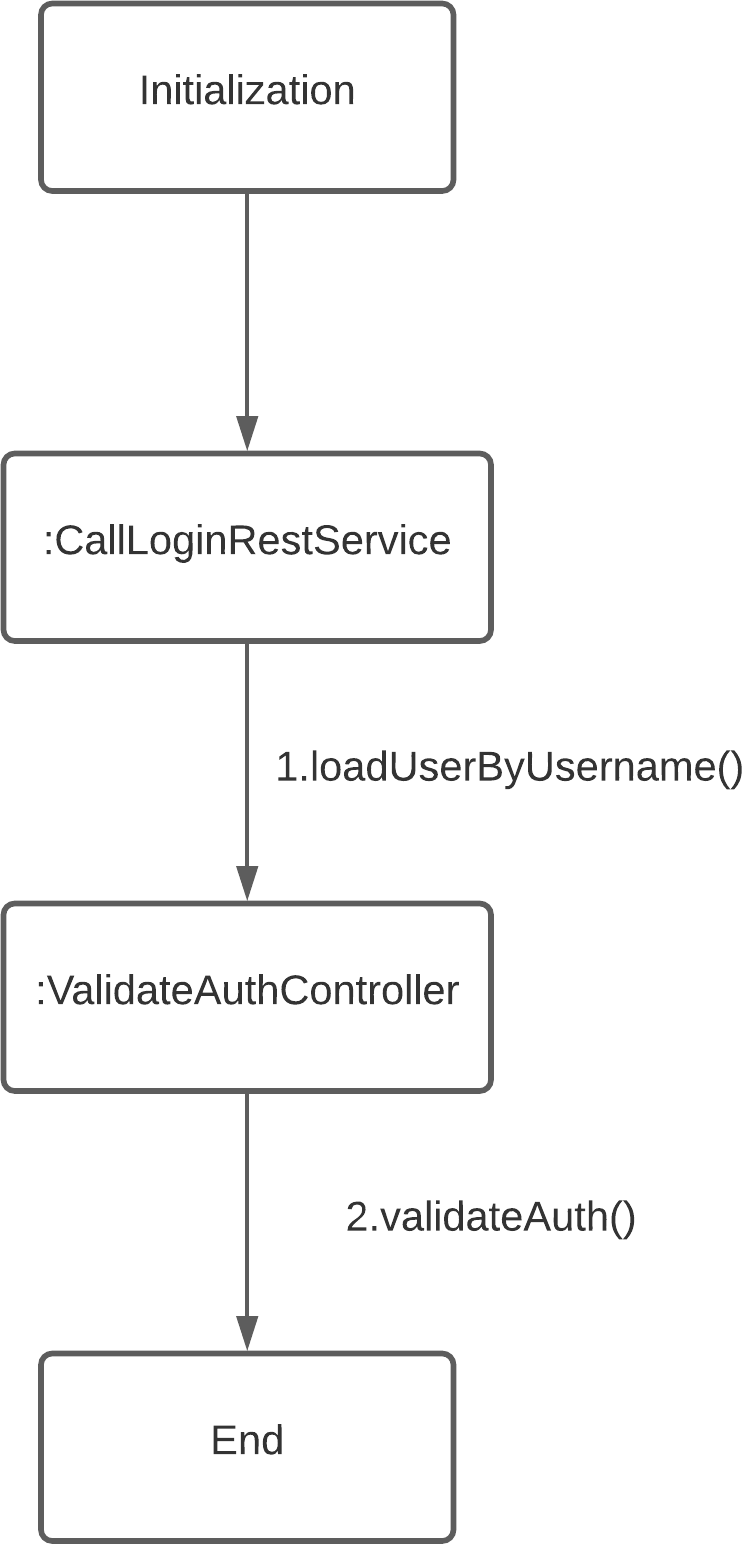 Initialization
:CallLoginRestService
1.loadUserByUsername()
:ValidateAuthController
2.validateAuth()
End